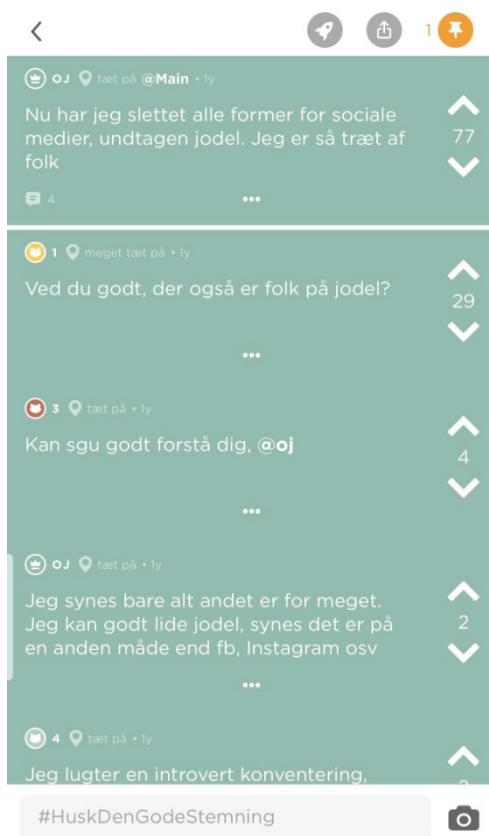 1
OJ tæt på @Main • 1y
Nu har jeg slettet alle former for sociale
medier, undtagen jodel. Jeg er så træt af
folk
77
4
1 meget tæt på • 1y
Ved du godt, der også er folk på jodel?
29
3 tæt på • 1y
Kan sgu godt forstå dig, @oj
4
OJ tæt på • 1y
Jeg synes bare alt andet er for meget.
Jeg kan godt lide jodel, synes det er på
en anden måde end fb, Instagram osv
2
4 tæt på • 1y
Jeg lugter en introvert konventering,
#HuskDenGodeStemning